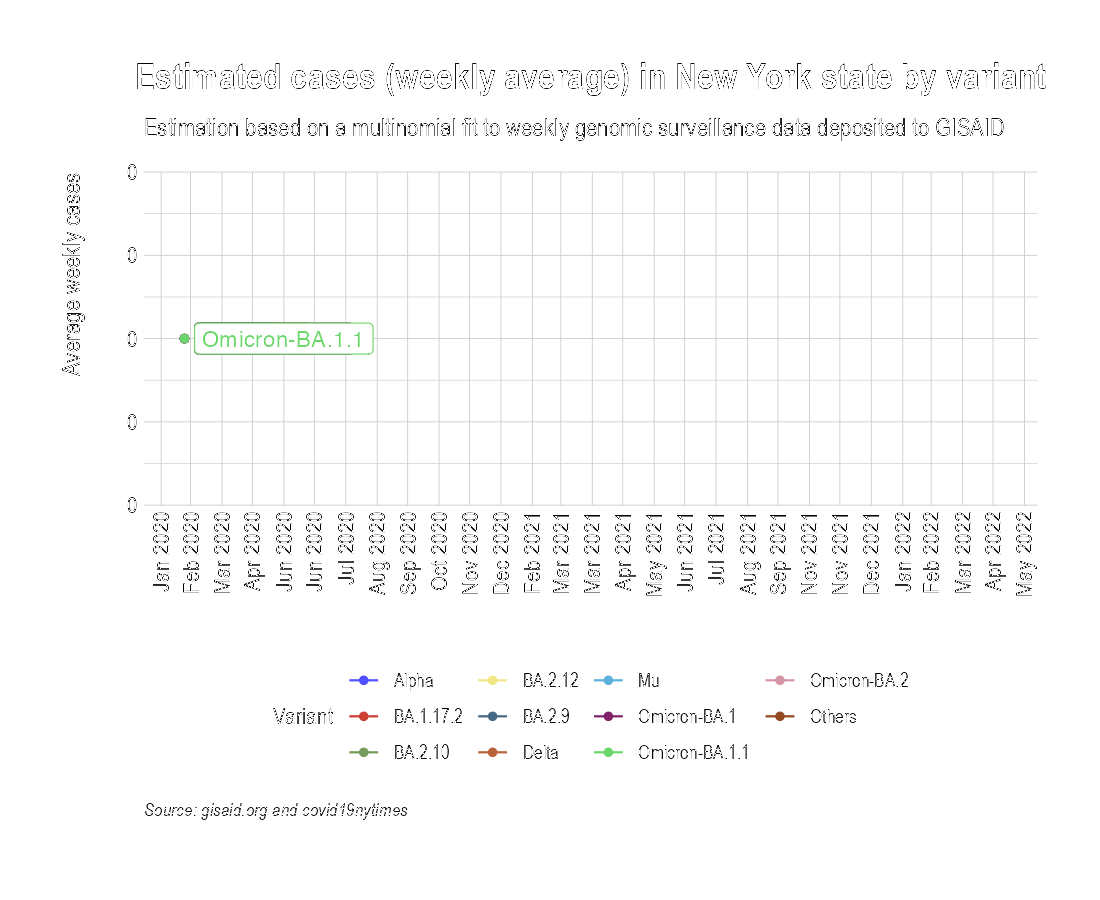 Estimated cases (weekly average) in New York state by variant
Estimation based on a multinomial fit to weekly genomic surveillance data deposited to GISAID
Average weekly cases
0
0
0
0
0
Omicron-BA.1.1
Jan 2020
Feb 2020
Mar 2020
Apr 2020
Jun 2020
Jun 2020
Jul 2020
Aug 2020
Sep 2020
Oct 2020
Nov 2020
Dec 2020
Feb 2021
Mar 2021
Mar 2021
Apr 2021
May 2021
Jun 2021
Jul 2021
Aug 2021
Sep 2021
Nov 2021
Nov 2021
Dec 2021
Jan 2022
Feb 2022
Mar 2022
Apr 2022
May 2022
Variant
Alpha
BA.1.17.2
BA.2.10
BA.2.12
BA.2.9
Delta
Mu
Omicron-BA.1
Omicron-BA.1.1
Omicron-BA.2
Others
Source: gisaid.org and covid19nytimes